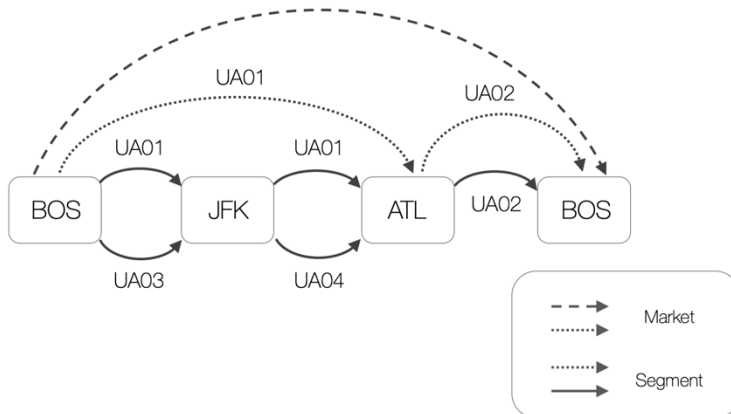 UA01
UA02
UA01
UA01
BOS
JFK
ATL
UA02
BOS
UA03
UA04
Market
Segment